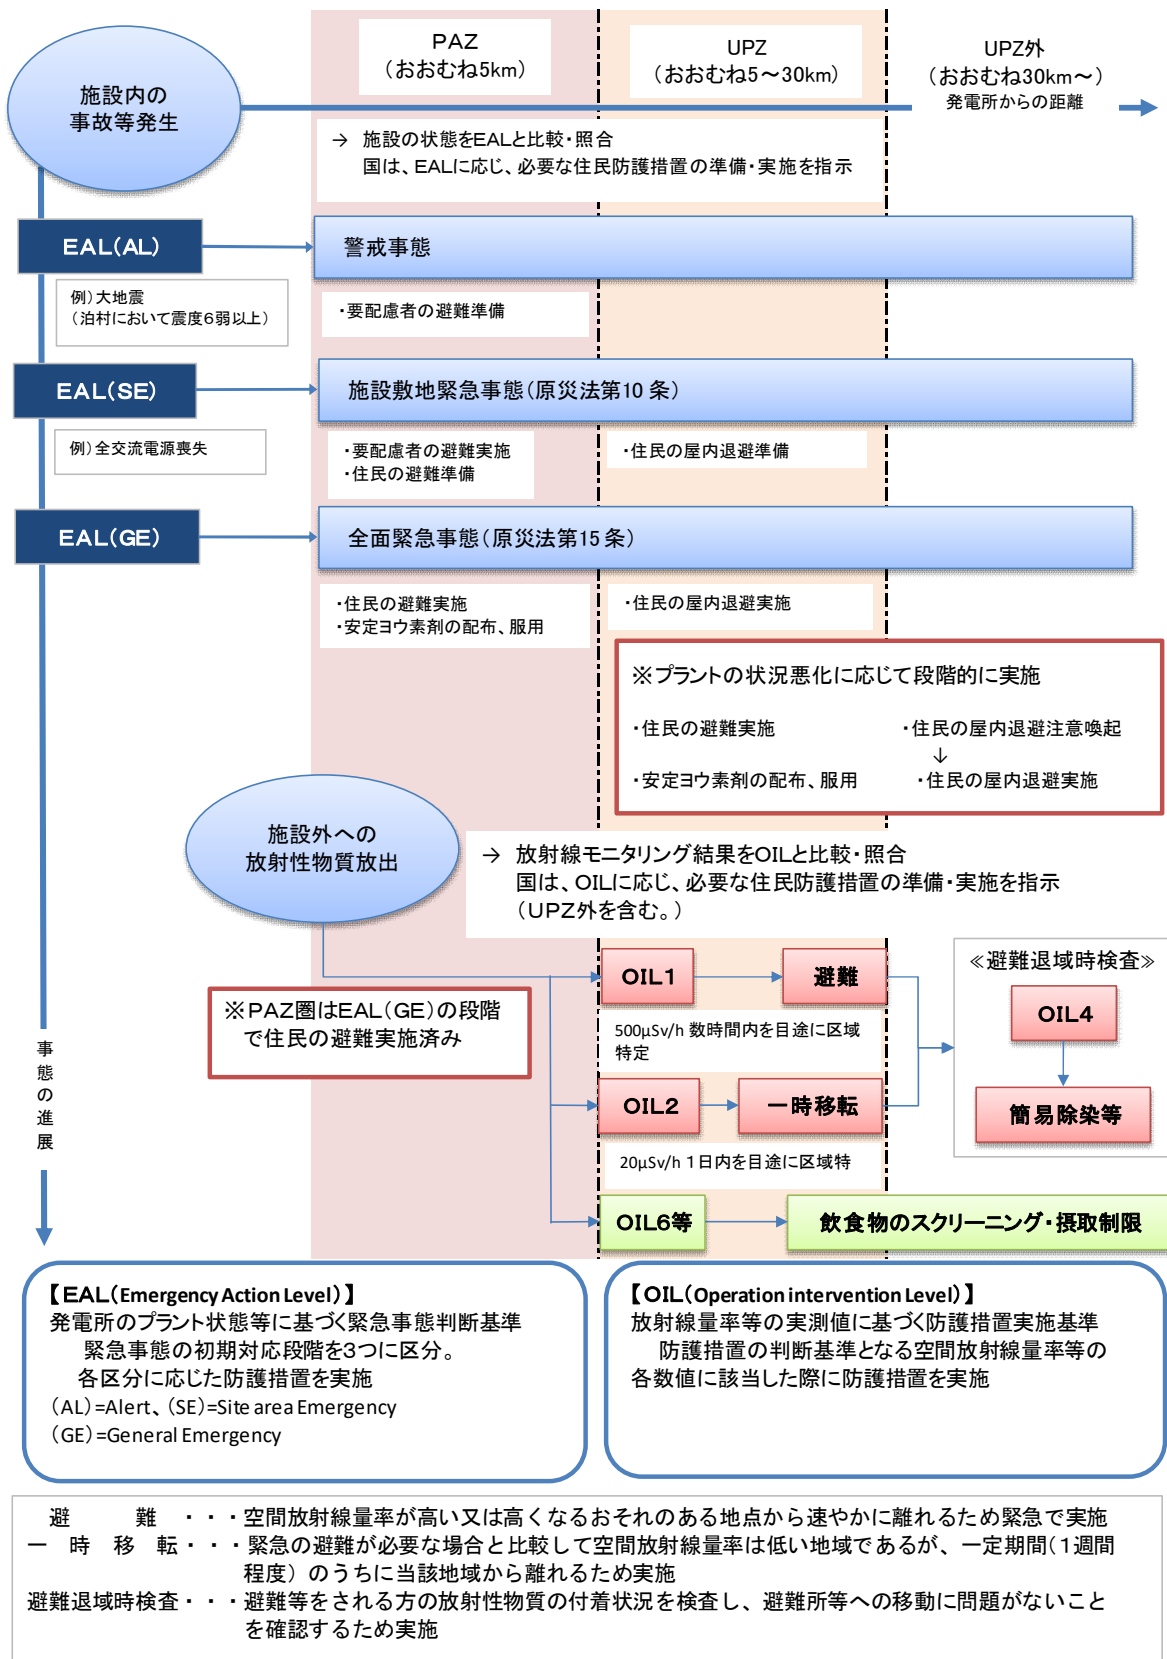 PAZ
（おおむね5km）
UPZ
（おおむね5～30km）
UPZ外
（おおむね30km～）
発電所からの距離
施設内の
事故等発生
→ 施設の状態をEALと比較・照合
国は、EALに応じ、必要な住民防護措置の準備・実施を指示
EAL(AL)
警戒事態
例）大地震
（泊村において震度６弱以上）
・要配慮者の避難準備
EAL(SE)
施設敷地緊急事態（原災法第10 条）
例）全交流電源喪失
・要配慮者の避難実施
・住民の避難準備
・住民の屋内退避準備
EAL(GE)
全面緊急事態（原災法第15 条）
・住民の避難実施
・安定ヨウ素剤の配布、服用
・住民の屋内退避実施
※プラントの状況悪化に応じて段階的に実施
・住民の避難実施 ・住民の屋内退避注意喚起
↓
・安定ヨウ素剤の配布、服用 ・住民の屋内退避実施
施設外への
放射性物質放出
→ 放射線モニタリング結果をOILと比較・照合
国は、OILに応じ、必要な住民防護措置の準備・実施を指示
（UPZ外を含む。）
※PAZ圏はEAL（GE）の段階
で住民の避難実施済み
OIL1
避難
500μSv/h 数時間内を目途に区域
特定
OIL2
一時移転
20μSv/h １日内を目途に区域特
OIL6等
飲食物のスクリーニング・摂取制限
≪避難退域時検査≫
OIL4
簡易除染等
事態の進展
【EAL(Emergency Action Level)】
発電所のプラント状態等に基づく緊急事態判断基準
緊急事態の初期対応段階を３つに区分。
各区分に応じた防護措置を実施
（AL）=Alert、（SE）=Site area Emergency
（GE）=General Emergency
【OIL(Operation intervention Level)】
放射線量率等の実測値に基づく防護措置実施基準
防護措置の判断基準となる空間放射線量率等の
各数値に該当した際に防護措置を実施
避　　難 ・・・空間放射線量率が高い又は高くなるおそれのある地点から速やかに離れるため緊急で実施
一 時 移 転・・・緊急の避難が必要な場合と比較して空間放射線量率は低い地域であるが、一定期間（１週間
程度）のうちに当該地域から離れるため実施
避難退域時検査・・・避難等をされる方の放射性物質の付着状況を検査し、避難所等への移動に問題がないこと
を確認するため実施